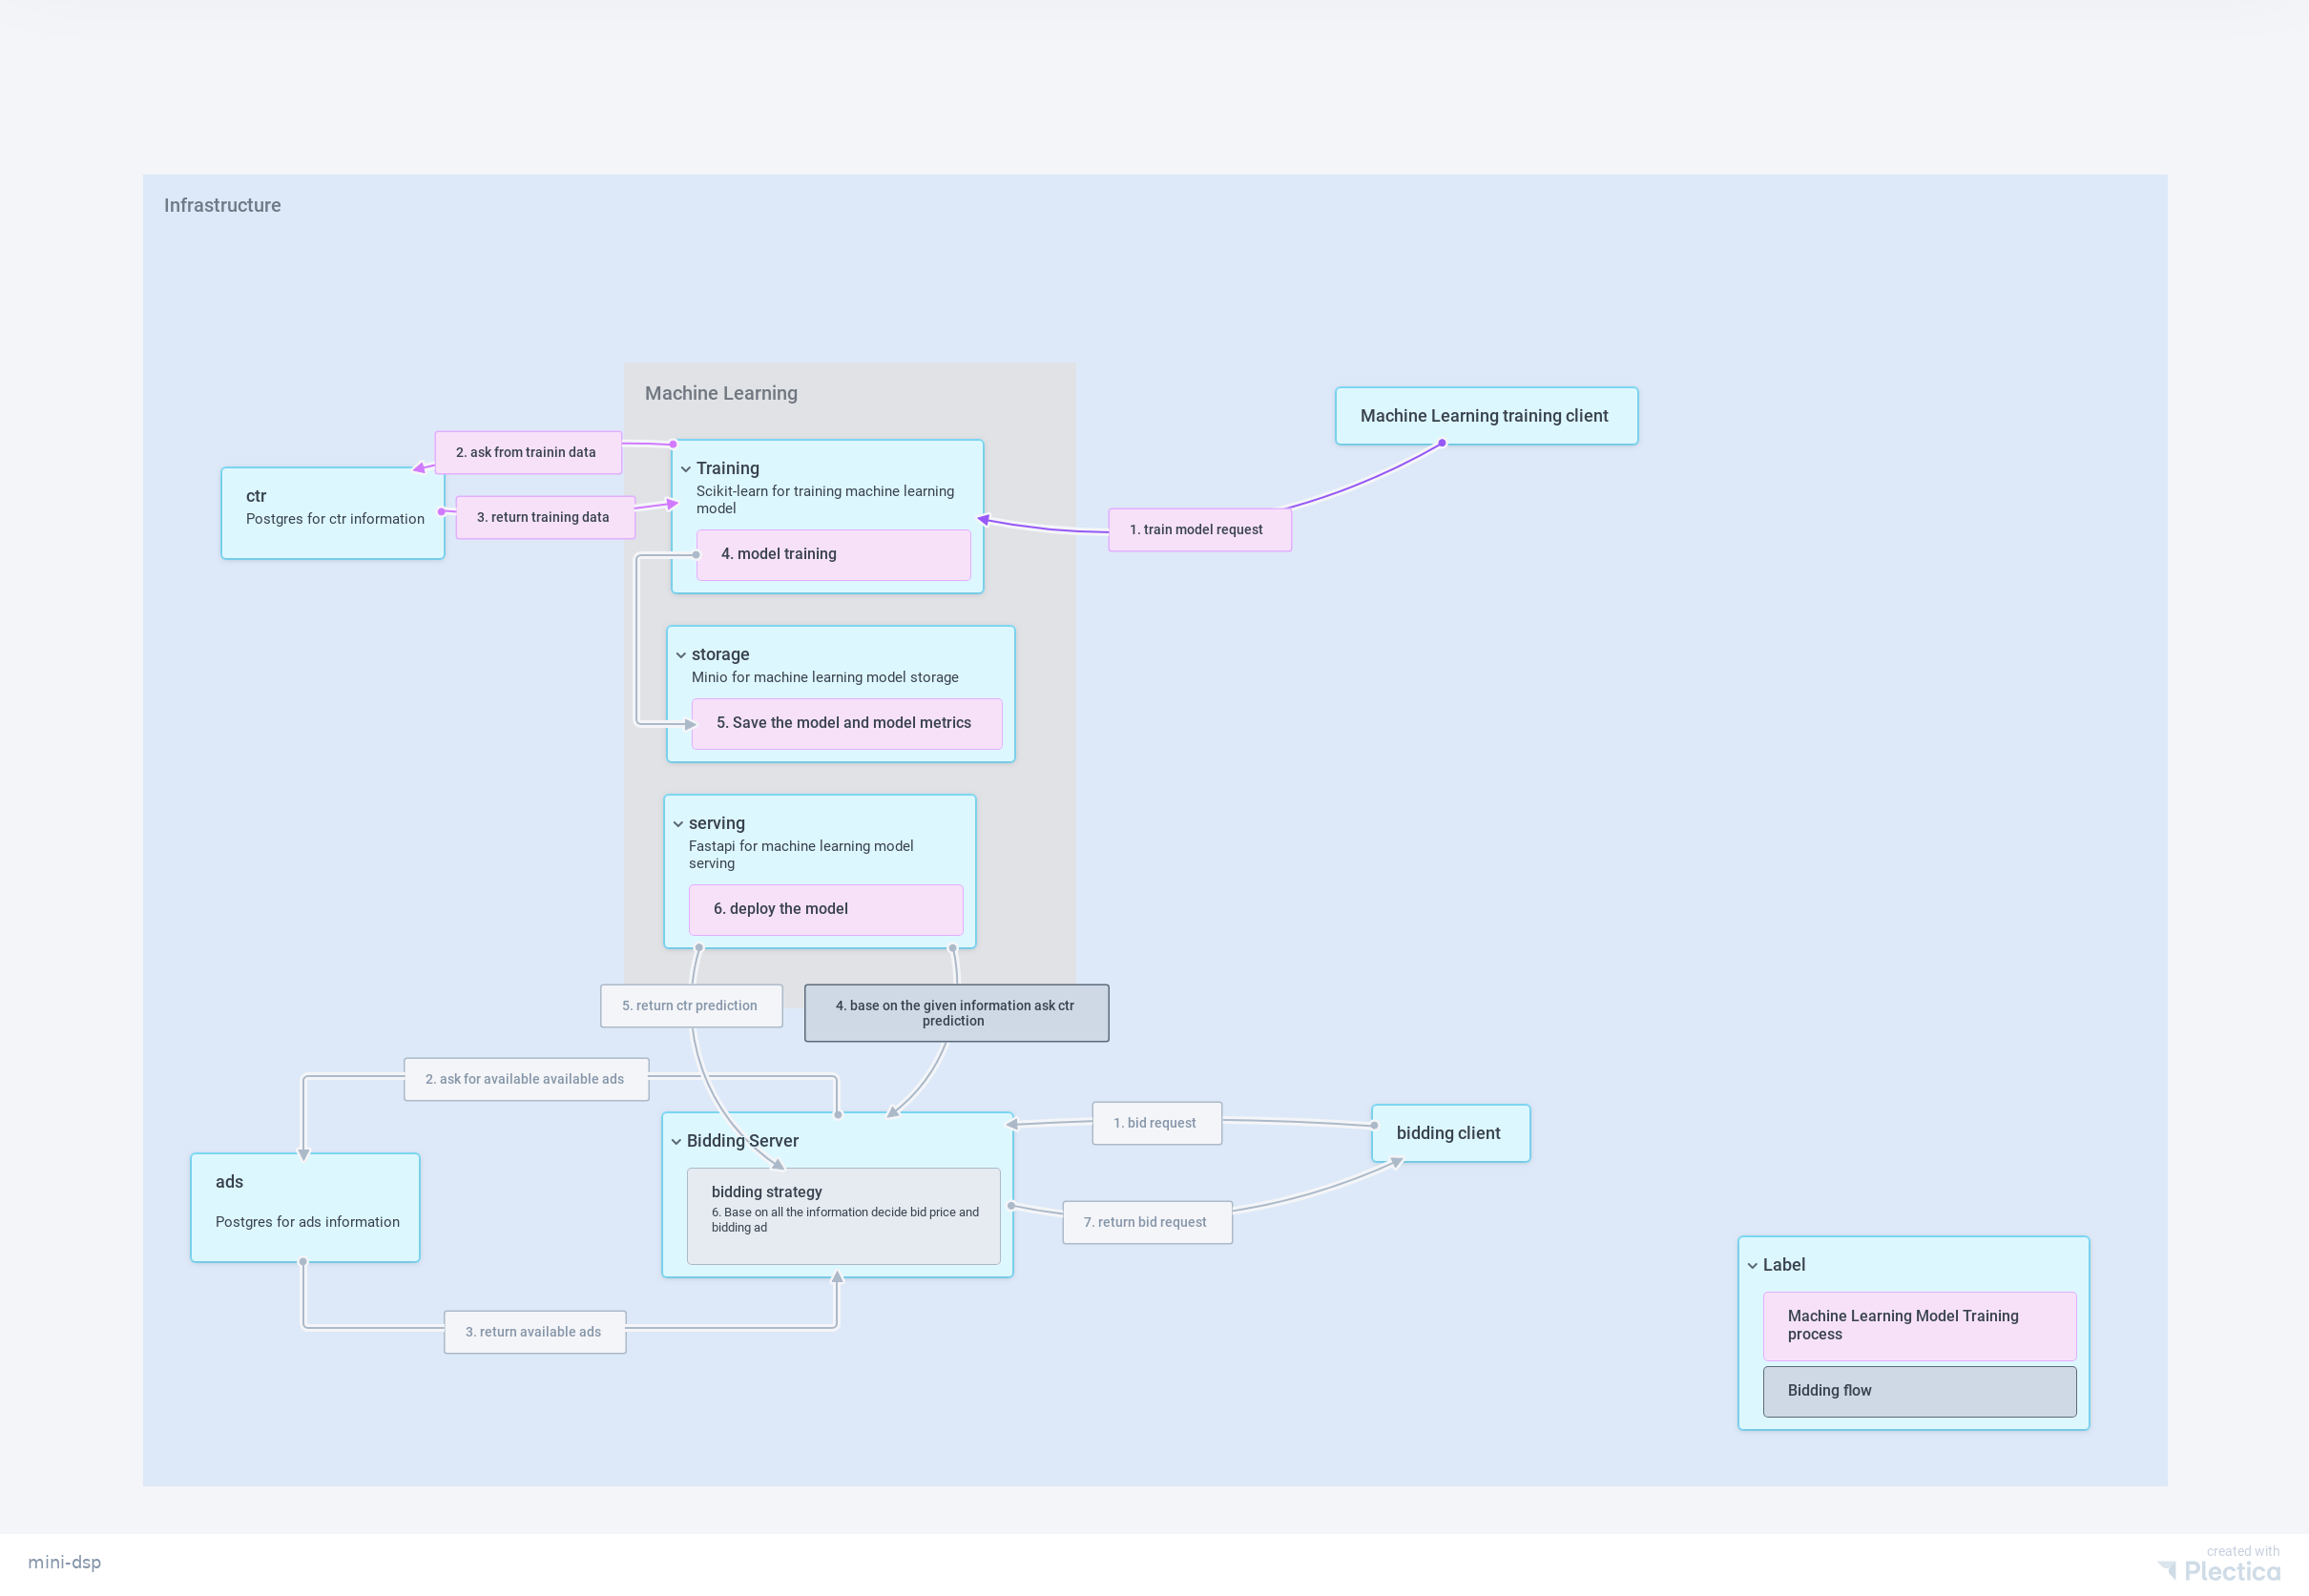 Infrastructure
Machine Learning
Machine Learning training client
2. ask from trainin data
Training
Scikit-learn for training machine learning
model
ctr
Postgres for ctr information
3. return training data
1. train model request
4. model training
storage
Minio for machine learning model storage
5. Save the model and model metrics
serving
Fastapi for machine learning model
serving
6. deploy the model
5. return ctr prediction
4. base on the given information ask ctr
prediction
2. ask for available available ads
1. bid request
bidding client
Bidding Server
ads
Postgres for ads information
bidding strategy
6. Base on all the information decide bid price and
bidding ad
7. return bid request
3. return available ads
Label
Machine Learning Model Training
process
Bidding flow
mini-dsp
created with
Plectica